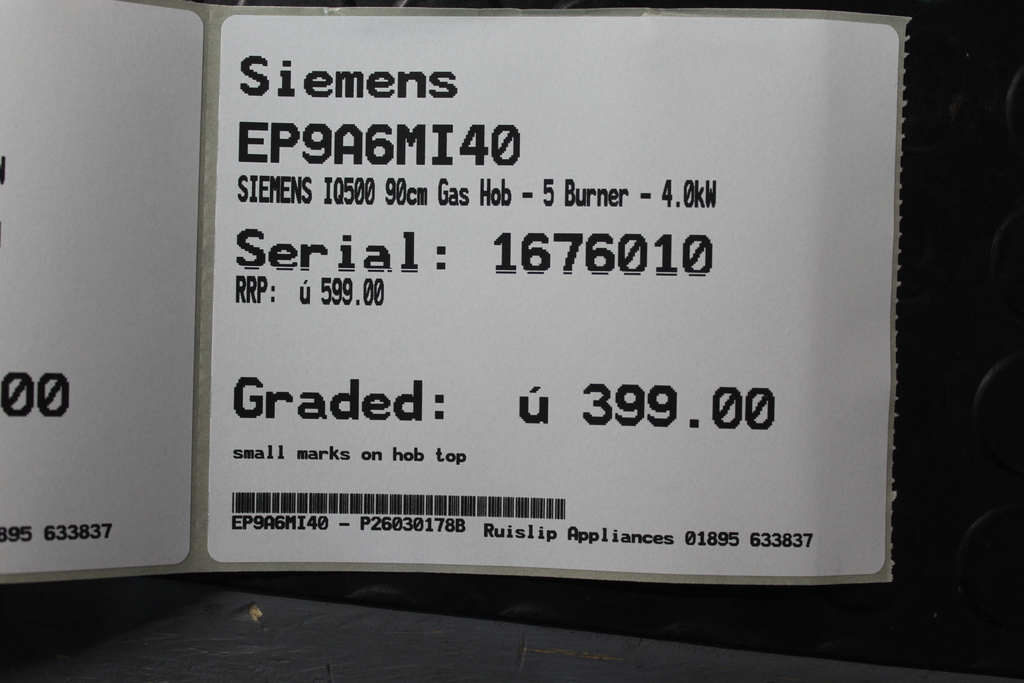 Siemens
EP9A6MI40
SIEMENS IQ500 90cm Gas Hob - 5 Burner - 4.0kW
Serial: 1676010
RRP: ú 599.00
Graded: ú 399.00
small marks on hob top
EP9A6MI40 - P26030178B Ruislip Appliances 01895 633837
00
895 633837